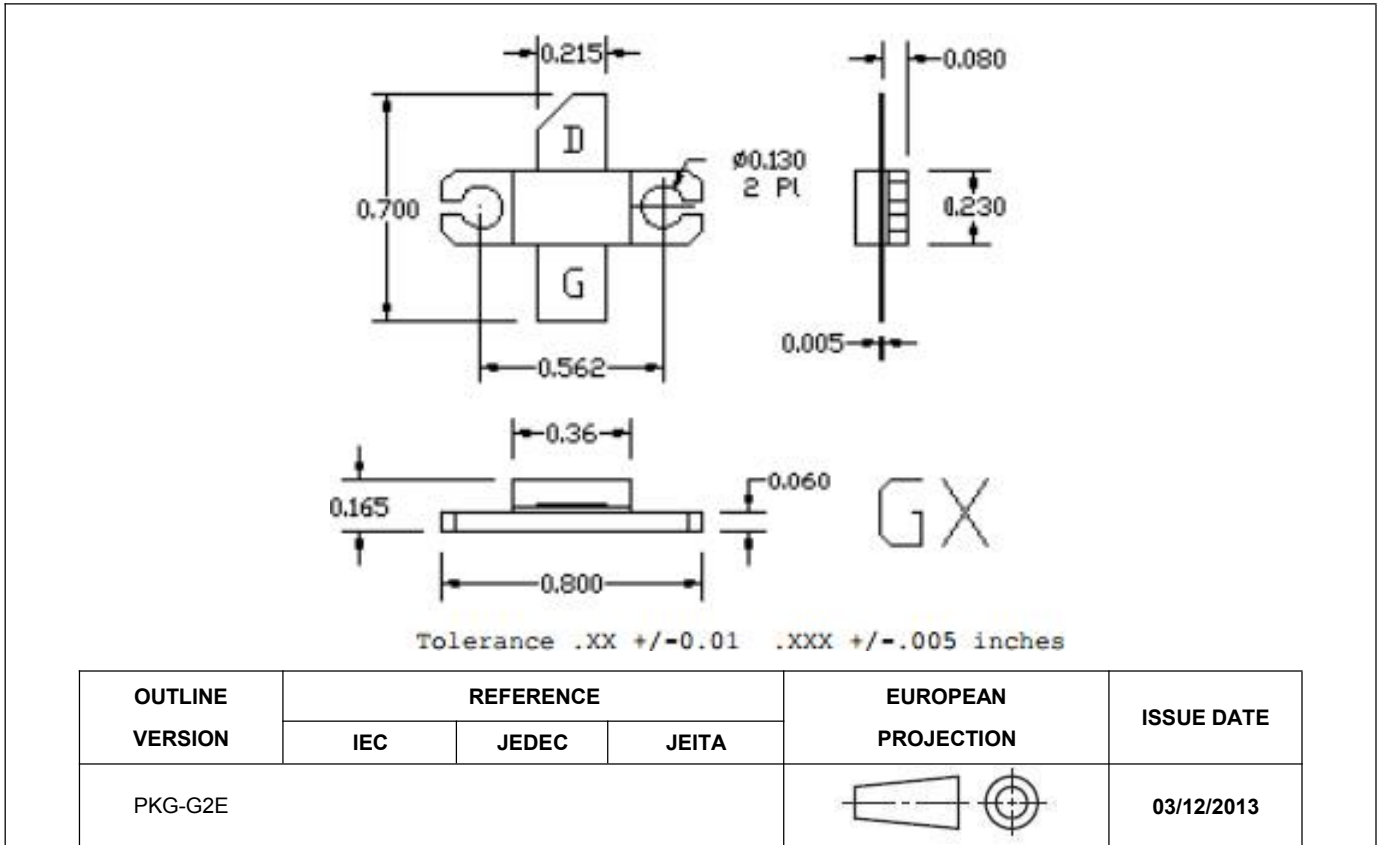 0.215
0.080
D
Ø0.130
2 Pl
0.700
0.230
G
0.005
0.562
0.36
0.060
0.165
GX
0.800
Tolerance .XX +/-0.01 .XXX +/-.005 inches
OUTLINE VERSION
REFERENCE
EUROPEAN PROJECTION
ISSUE DATE
IEC
JEDEC
JEITA
PKG-G2E
03/12/2013